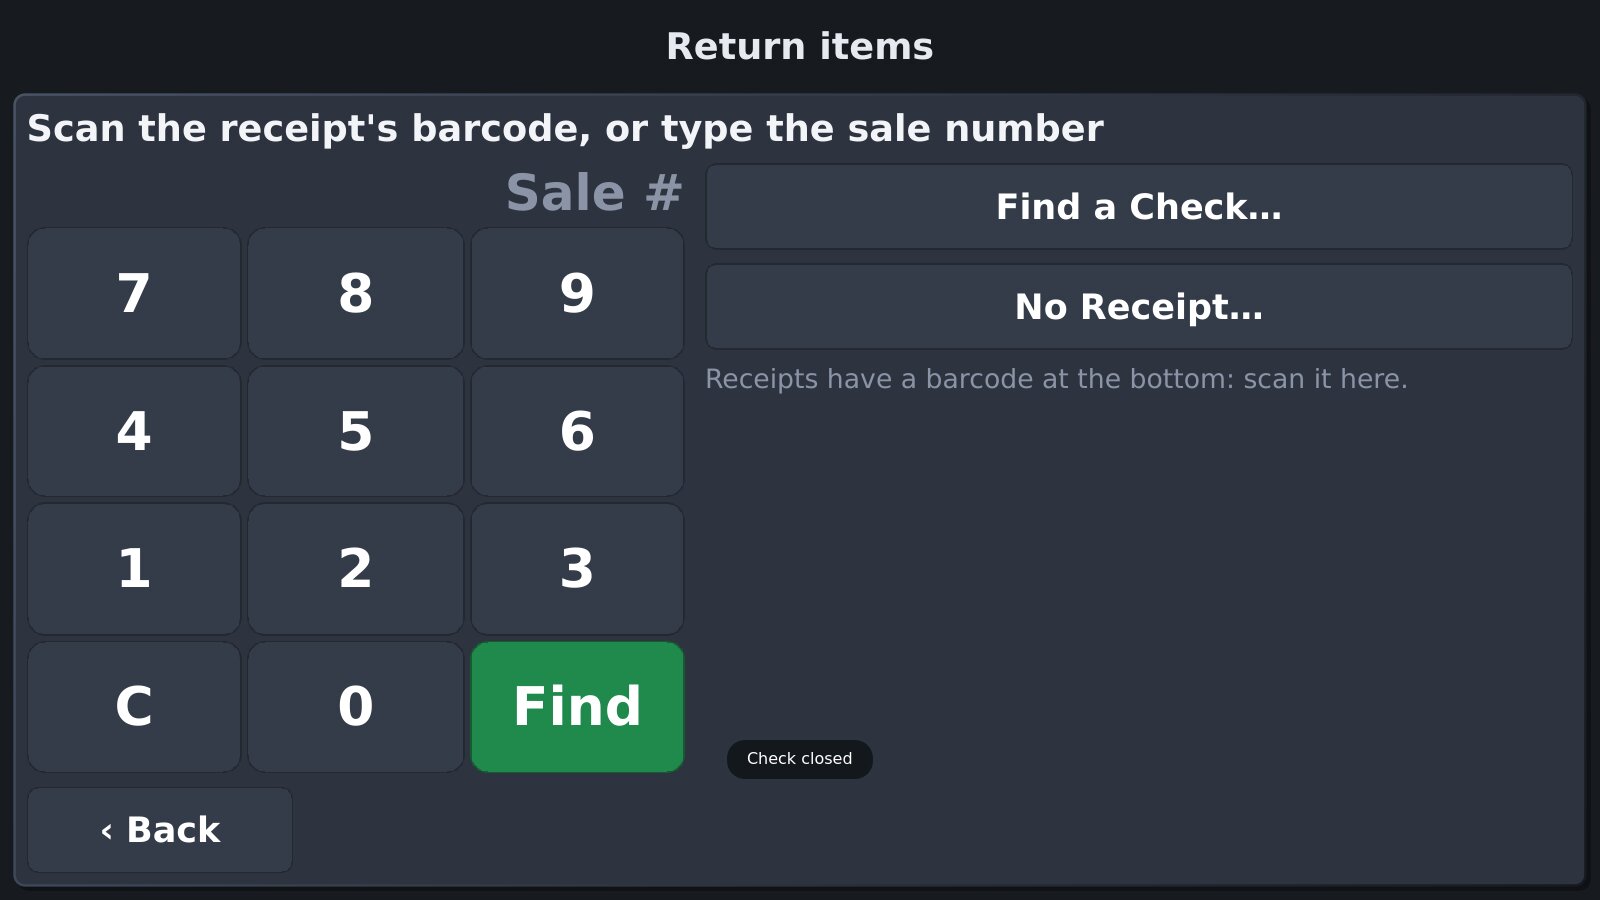 Return items
Scan the receipt's barcode, or type the sale number
Sale #
7 8 9
4 5 6
1 2 3
C 0 Find
Find a Check...
No Receipt...
Receipts have a barcode at the bottom: scan it here.
Check closed
‹ Back